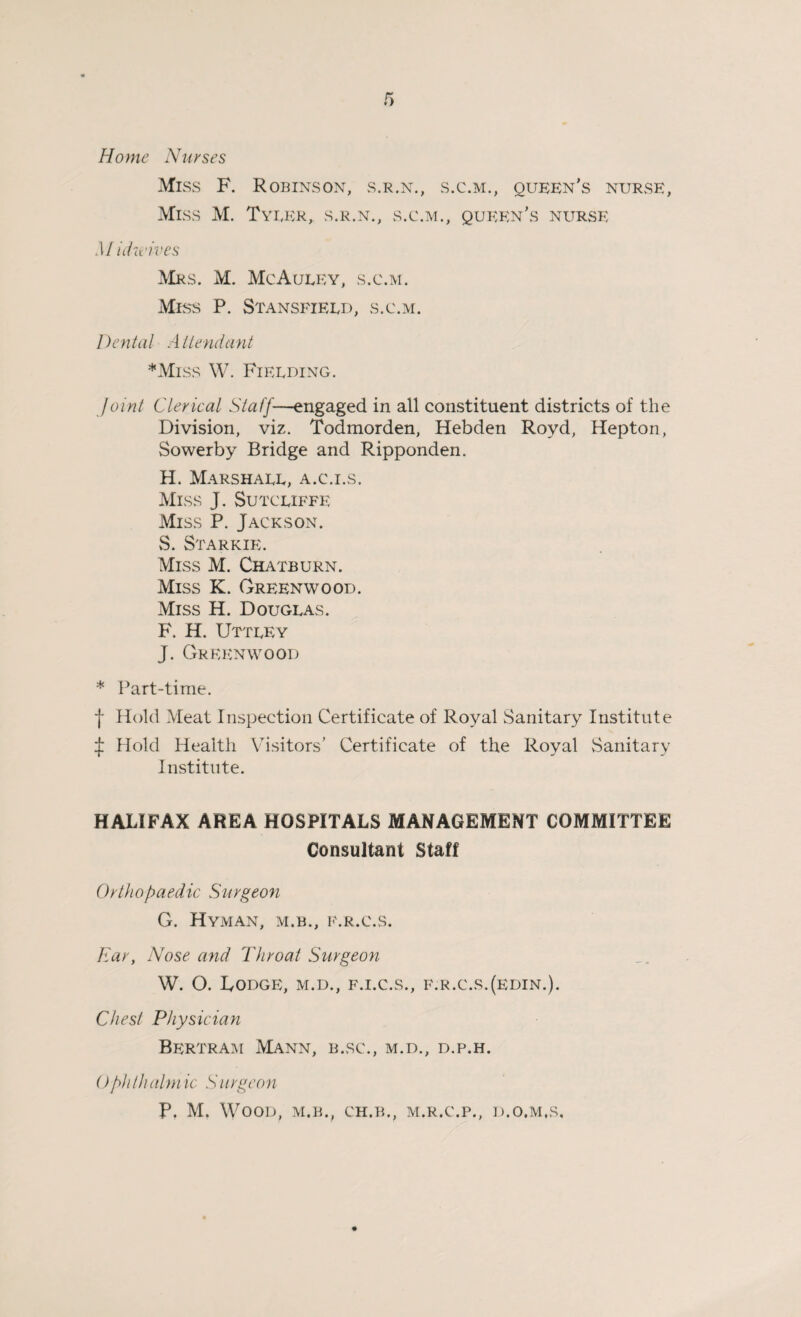 5
Home Nurses
Miss F. Robinson, S.R.N., S.C.M., QUEEN'S NURSE,
Miss M. Tyler, S.R.N., S.C.M., QUEEN'S NURSE
Midwives
Mrs. M. McAuley, S.C.M.
Miss P. Stansfield, S.C.M.
Dental Attendant
*Miss W. Fielding.
Joint Clerical Staff—engaged in all constituent districts of the
Division, viz. Todmorden, Hebden Royd, Hepton,
Sowerby Bridge and Ripponden.
H. Marshall, A.C.I.S.
Miss J. Sutcliffe
Miss P. Jackson.
S. Starkie.
Miss M. Chatburn.
Miss K. Greenwood.
Miss H. Douglas.
F. H. Uttley
J. Greenwood
* Part-time.
† Hold Meat Inspection Certificate of Royal Sanitary Institute
‡ Hold Health Visitors' Certificate of the Royal Sanitary
Institute.
HALIFAX AREA HOSPITALS MANAGEMENT COMMITTEE
Consultant Staff
Orthopaedic Surgeon
G. Hyman, M.B., F.R.C.S.
Ear, Nose and Throat Surgeon
W. O. Lodge, M.D., F.I.C.S., F.R.C.S.(EDIN.).
Chest Physician
Bertram Mann, B.SC., M.D., D.P.H.
Ophthalmic Surgeon
P. M. Wood, M.B., CH.B., M.R.C.P., D.O.M.S.